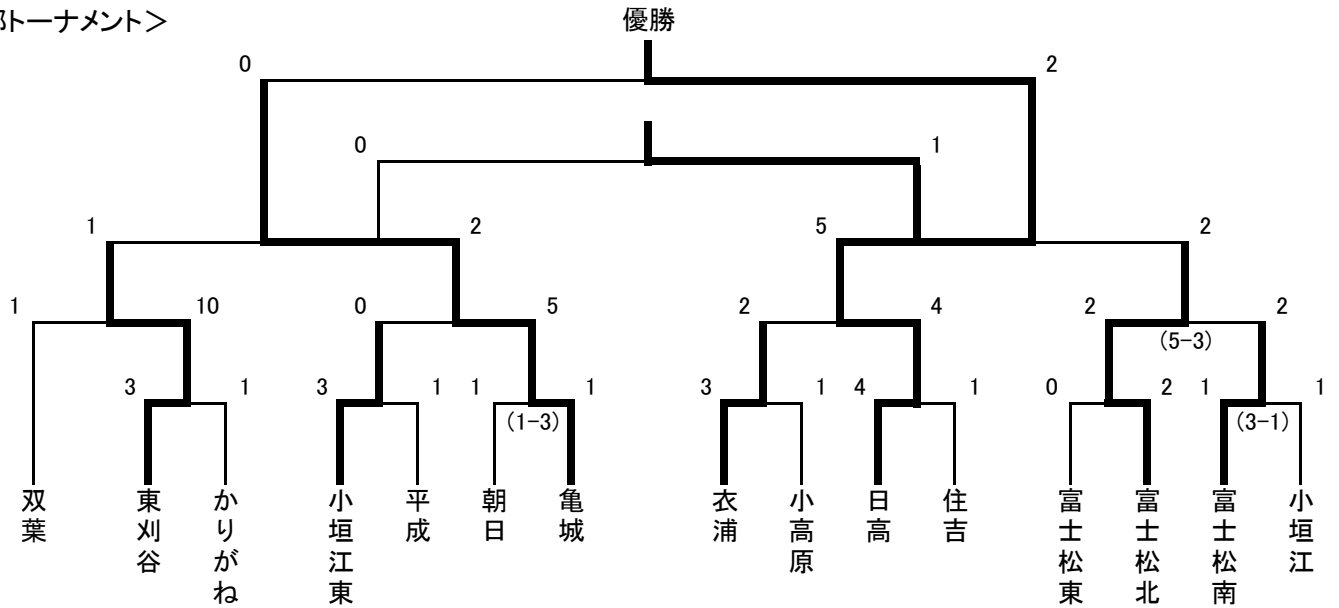 部トーナメント＞
優勝
0 2
0 1
1 2 5 2
1 10 0 5 2 4 2 2
(5-3)
3 1 3 1 1 1 3 1 4 1 0 2 1 1
(1-3) (3-1)
双葉
東刈谷
かりがね
小垣江東
平成
朝日
亀城
衣浦
小高原
日高
住吉
富士松東
富士松北
富士松南
小垣江